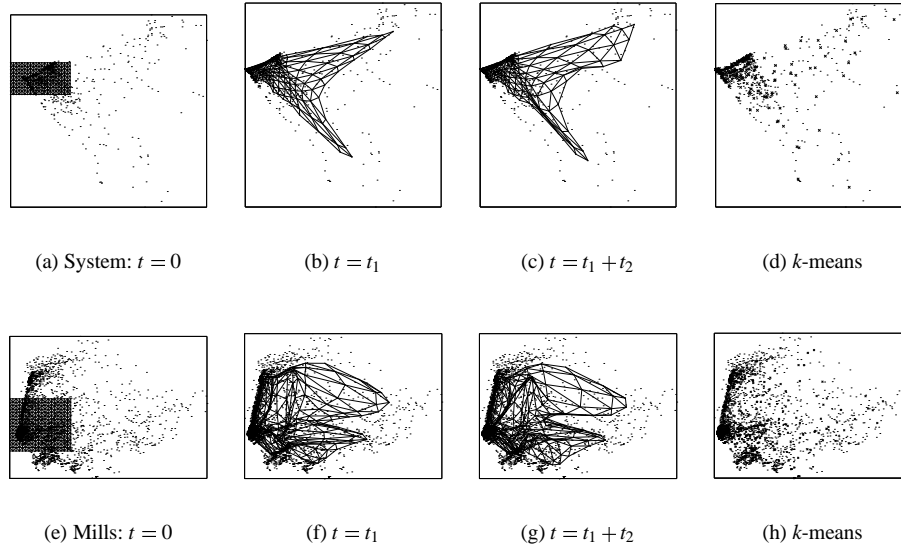 (a) System: t = 0
(b) t = t₁
(c) t = t₁ + t₂
(d) k-means
(e) Mills: t = 0
(f) t = t₁
(g) t = t₁ + t₂
(h) k-means